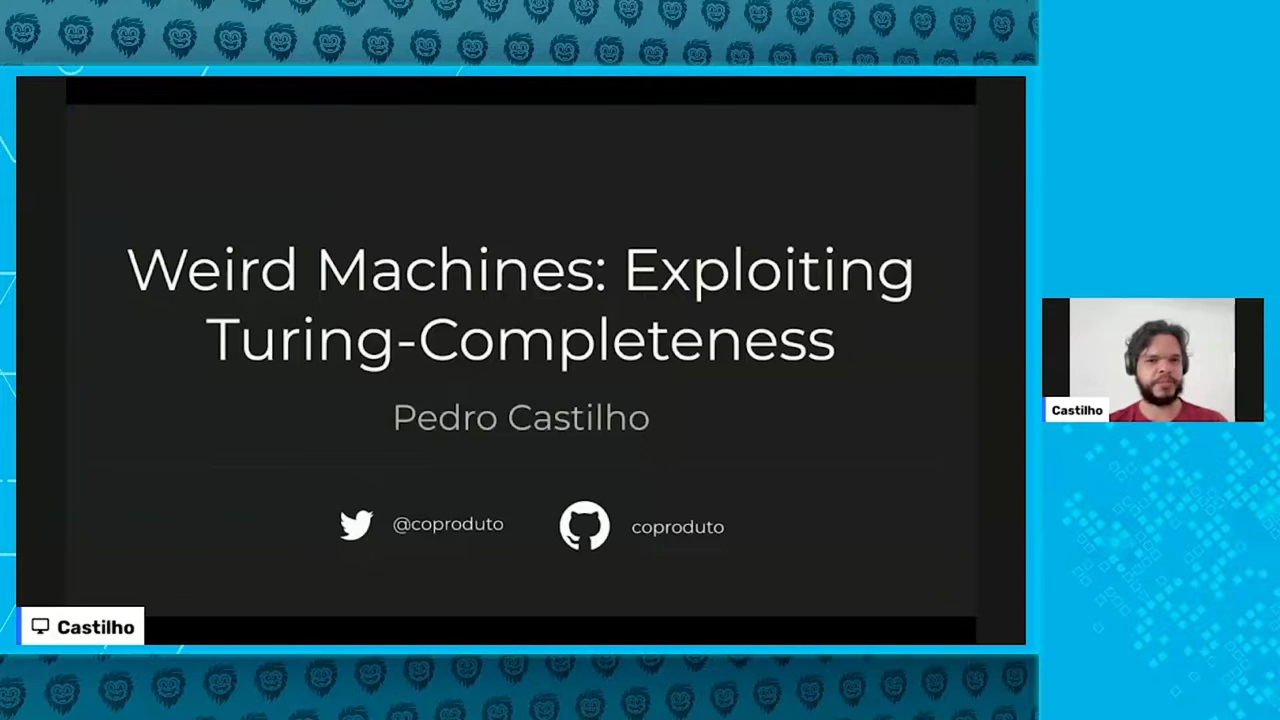 Weird Machines: Exploiting
Turing-Completeness
Pedro Castilho
@coproduto
coproduto
Castilho
Castilho